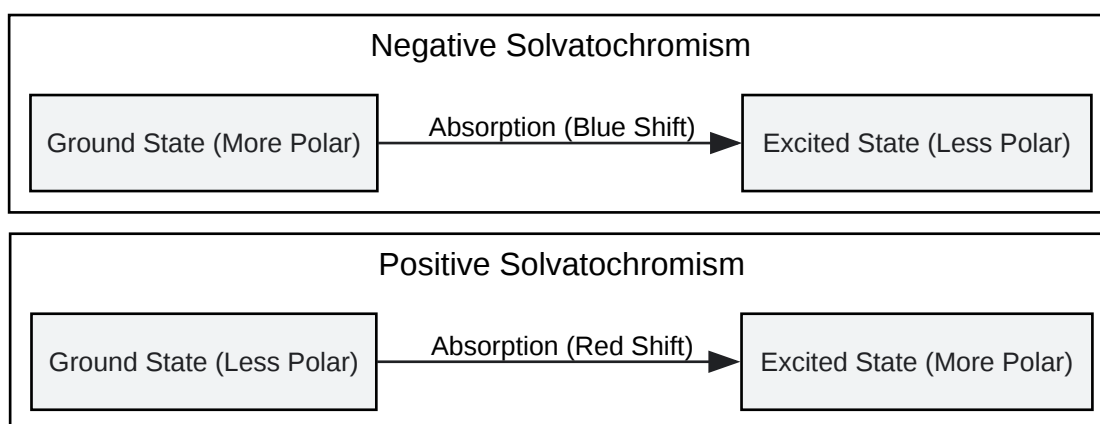 Negative Solvatochromism
Ground State (More Polar)
Absorption (Blue Shift)
Excited State (Less Polar)
Positive Solvatochromism
Ground State (Less Polar)
Absorption (Red Shift)
Excited State (More Polar)